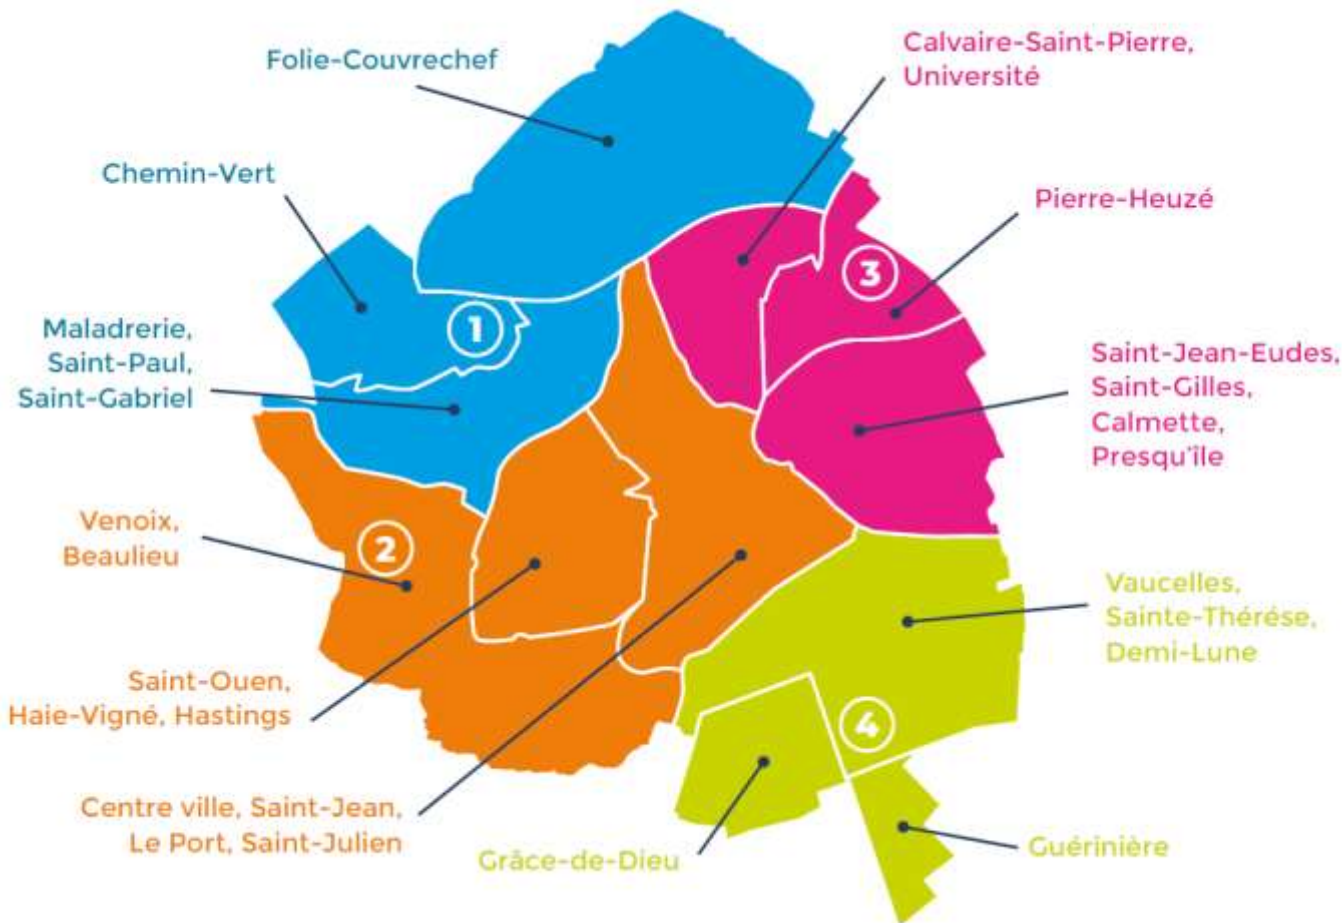 Folie-Couvrechef
Calvaire-Saint-Pierre,
Université
Chemin-Vert
Pierre-Heuzé
3
1
Maladrerie,
Saint-Paul,
Saint-Gabriel
Saint-Jean-Eudes,
Saint-Gilles,
Calmette,
Presqu'île
Venoix,
Beaulieu
2
Vaucelles,
Sainte-Thérése,
Demi-Lune
Saint-Ouen,
Haie-Vigné, Hastings
4
Centre ville, Saint-Jean,
Le Port, Saint-Julien
Grâce-de-Dieu
Guérinière